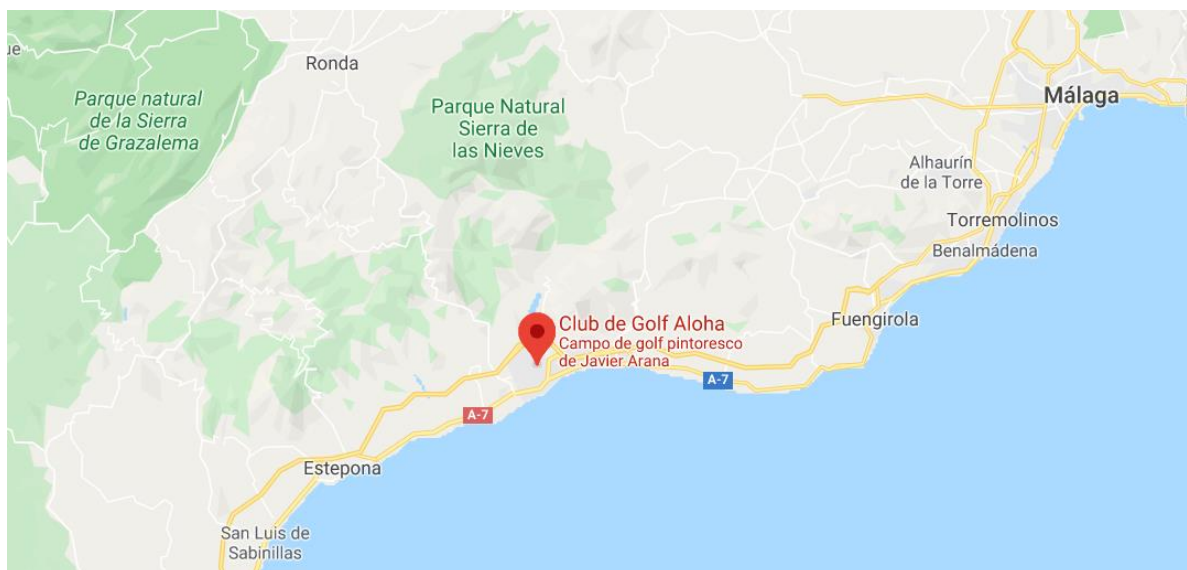 ue
Ronda
Parque natural
de la Sierra
de Grazalema
Parque Natural
Sierra de
las Nieves
Málaga
Alhaurín
de la Torre
Torremolinos
Benalmádena
Fuengirola
Club de Golf Aloha
Campo de golf pintoresco
de Javier Arana
A-7
A-7
Estepona
San Luis de
Sabinillas